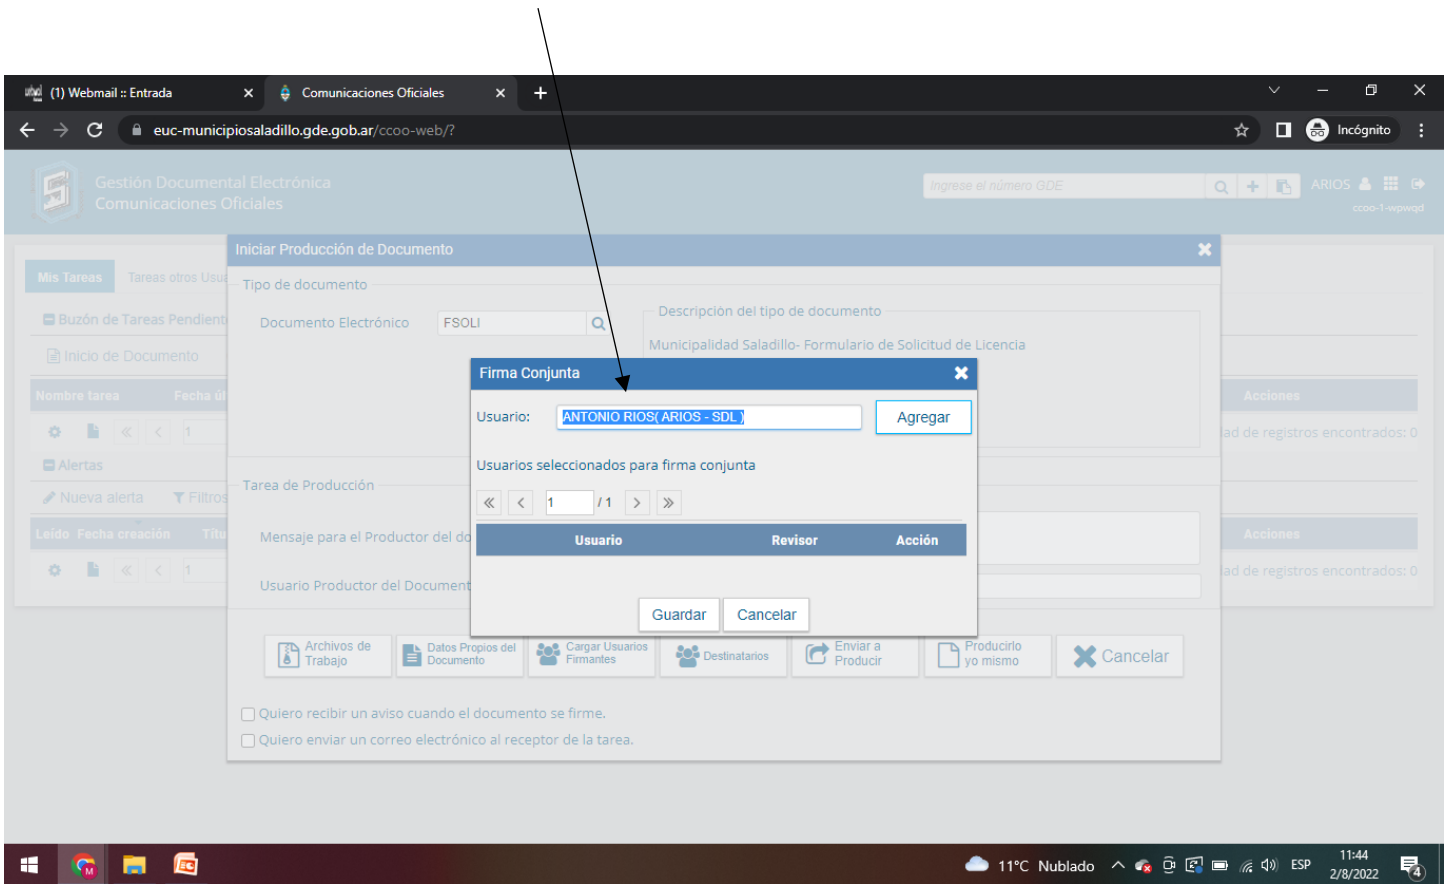 (1) Webmail :: Entrada
Comunicaciones Oficiales
euc-municipiosaladillo.gde.gob.ar/ccoo-web/?
Incógnito
Gestión Documental Electrónica
Comunicaciones Oficiales
Ingrese el número GDE
ARIOS
ccoo-1-wpwqd
Iniciar Producción de Documento
Mis Tareas Tareas otros Usu
Tipo de documento
Buzón de Tareas Pendient
Documento Electrónico FSOLI
Descripción del tipo de documento
Municipalidad Saladillo- Formulario de Solicitud de Licencia
Inicio de Documento
Firma Conjunta
Nombre tarea Fecha úl
Acciones
Usuario: ANTONIO RIOS( ARIOS - SDL ) Agregar
1
ad de registros encontrados: 0
Alertas
Usuarios seleccionados para firma conjunta
Tarea de Producción
Nueva alerta Filtros
1 / 1
Leído Fecha creación Títu
Mensaje para el Productor del do
Usuario Revisor Acción
Acciones
1
ad de registros encontrados: 0
Usuario Productor del Document
Guardar Cancelar
Archivos de Trabajo
Datos Propios del Documento
Cargar Usuarios Firmantes
Destinatarios
Enviar a Producir
Producirlo yo mismo
Cancelar
Quiero recibir un aviso cuando el documento se firme.
Quiero enviar un correo electrónico al receptor de la tarea.
11°C Nublado
ESP
11:44
2/8/2022
4